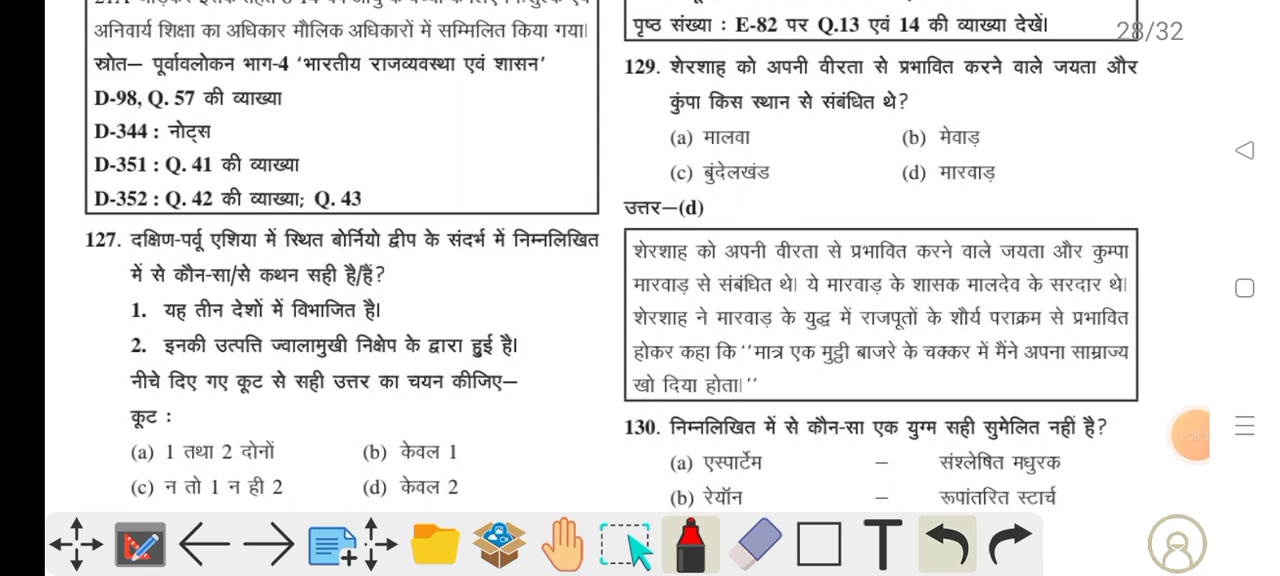 अनिवार्य शिक्षा का अधिकार मौलिक अधिकारों में सम्मिलित किया गया।
स्रोत— पूर्वावलोकन भाग-4 ‘भारतीय राजव्यवस्था एवं शासन’
D-98, Q. 57 की व्याख्या
D-344 : नोट्स
D-351 : Q. 41 की व्याख्या
D-352 : Q. 42 की व्याख्या; Q. 43
127. दक्षिण-पर्वू एशिया में स्थित बोर्नियो द्वीप के संदर्भ में निम्नलिखित
में से कौन-सा/से कथन सही है/हैं?
1. यह तीन देशों में विभाजित है।
2. इनकी उत्पत्ति ज्वालामुखी निक्षेप के द्वारा हुई है।
नीचे दिए गए कूट से सही उत्तर का चयन कीजिए—
कूट :
(a) 1 तथा 2 दोनों (b) केवल 1
(c) न तो 1 न ही 2 (d) केवल 2
पृष्ठ संख्या : E-82 पर Q.13 एवं 14 की व्याख्या देखें।
28/32
129. शेरशाह को अपनी वीरता से प्रभावित करने वाले जयता और
कुंपा किस स्थान से संबंधित थे?
(a) मालवा (b) मेवाड़
(c) बुंदेलखंड (d) मारवाड़
उत्तर—(d)
शेरशाह को अपनी वीरता से प्रभावित करने वाले जयता और कुम्पा
मारवाड़ से संबंधित थे। ये मारवाड़ के शासक मालदेव के सरदार थे।
शेरशाह ने मारवाड़ के युद्ध में राजपूतों के शौर्य पराक्रम से प्रभावित
होकर कहा कि ‘‘मात्र एक मुट्ठी बाजरे के चक्कर में मैंने अपना साम्राज्य
खो दिया होता।’’
130. निम्नलिखित में से कौन-सा एक युग्म सही सुमेलित नहीं है?
(a) एस्पार्टेम – संश्लेषित मधुरक
(b) रेयॉन – रूपांतरित स्टार्च